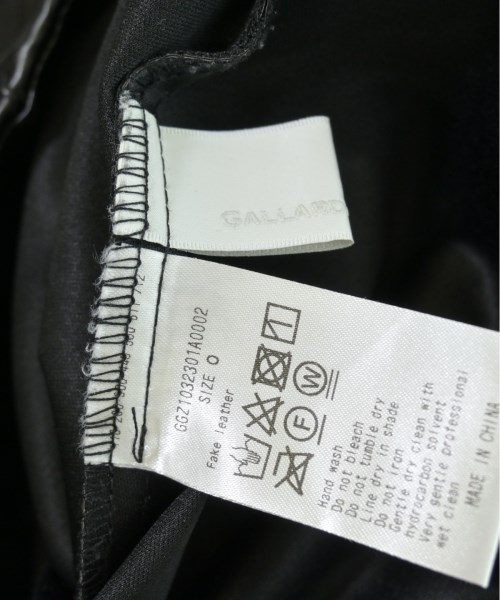 GALLARD
GGZ1032301A0002
SIZE O
Fake leather
F
W
Hand wash
Do not bleach
Do not tumble dry
Line dry in shade
Do not iron
Gentle dry clean with
hydrocarbon solvent
Very gentle professional
wet clean
MADE IN CHINA